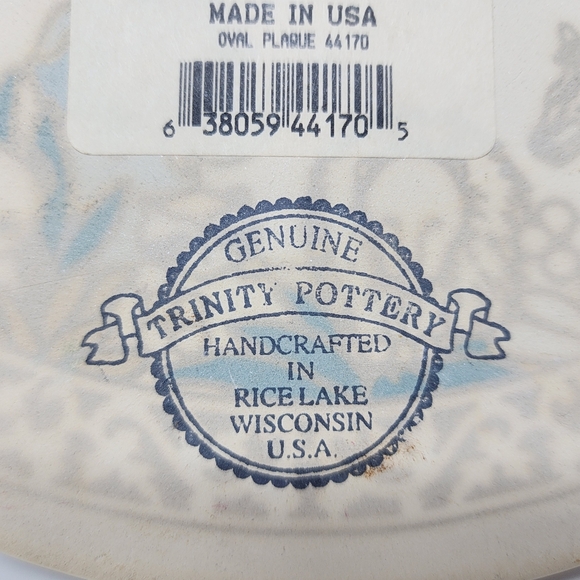 MADE IN USA
OVAL PLAQUE 44170
6 38059 44170 5
GENUINE
TRINITY POTTERY
HANDCRAFTED
IN
RICE LAKE
WISCONSIN
U.S.A.